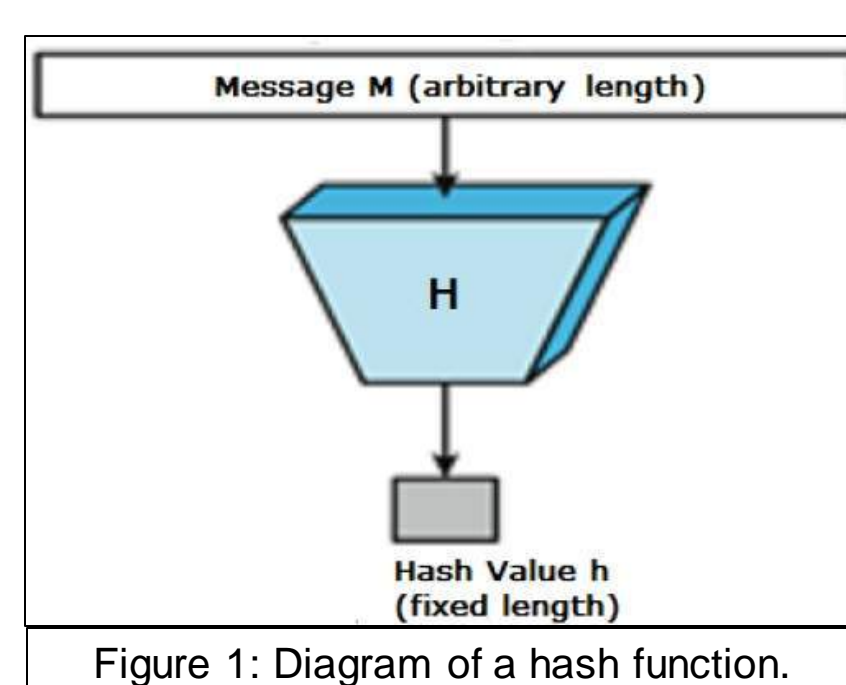 Message M (arbitrary length)
H
Hash Value h
(fixed length)
Figure 1: Diagram of a hash function.